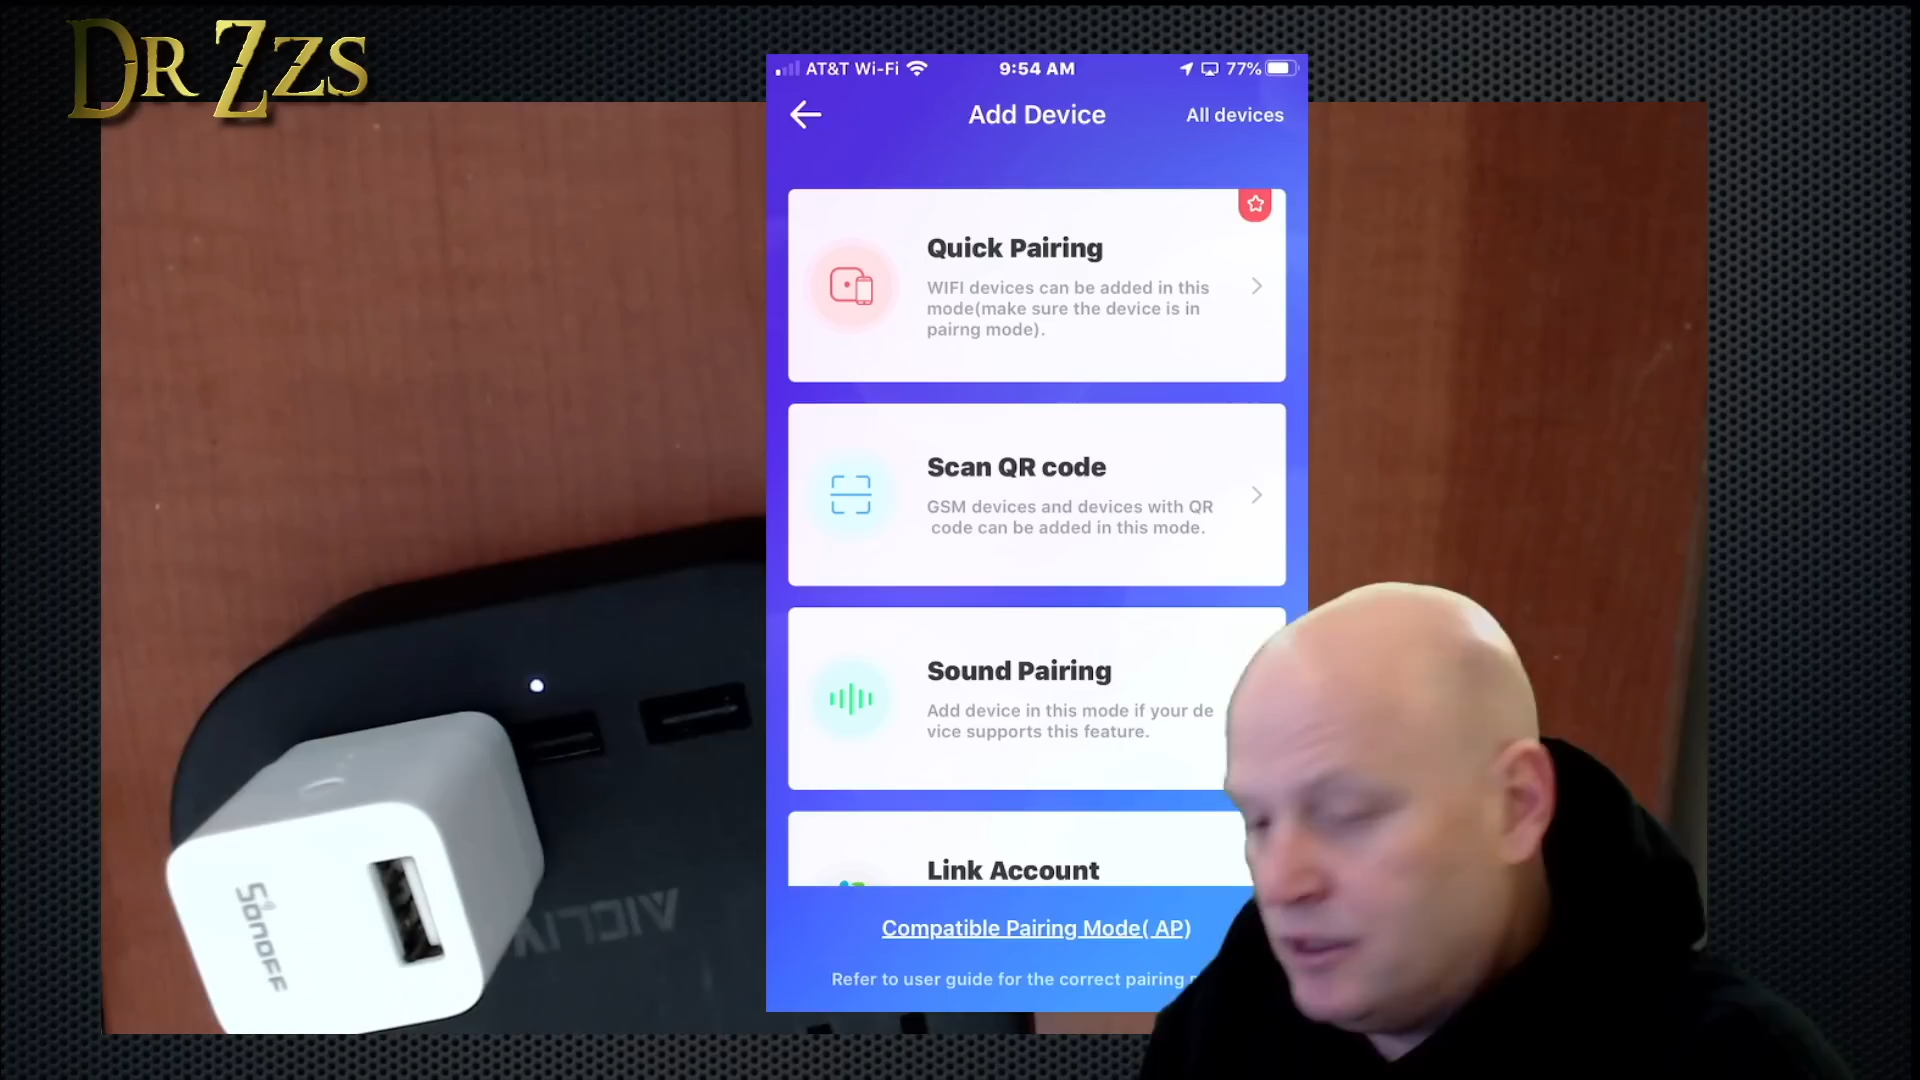 DR ZZS
AT&T Wi-Fi
9:54 AM
77%
Add Device
All devices
Quick Pairing
WIFI devices can be added in this
mode(make sure the device is in
pairng mode).
Scan QR code
GSM devices and devices with QR
code can be added in this mode.
Sound Pairing
Add device in this mode if your de
vice supports this feature.
Link Account
Compatible Pairing Mode( AP)
Refer to user guide for the correct pairing
SONOFF